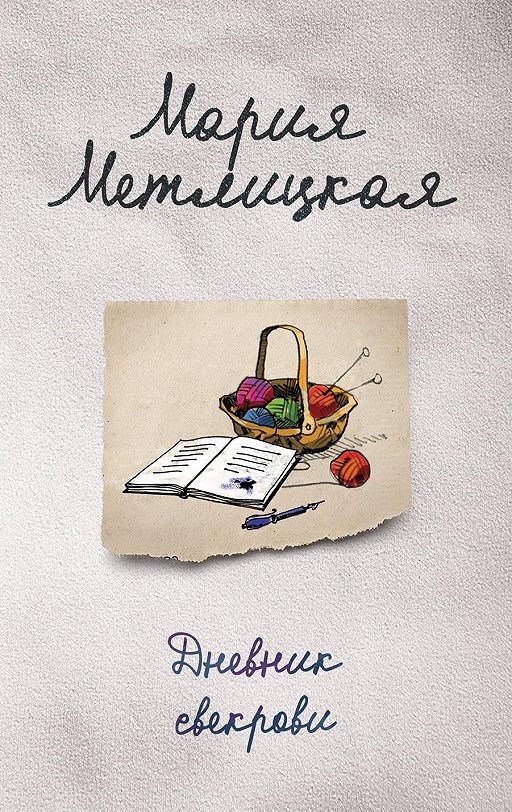 Мария
Метлицкая
Дневник
свекрови